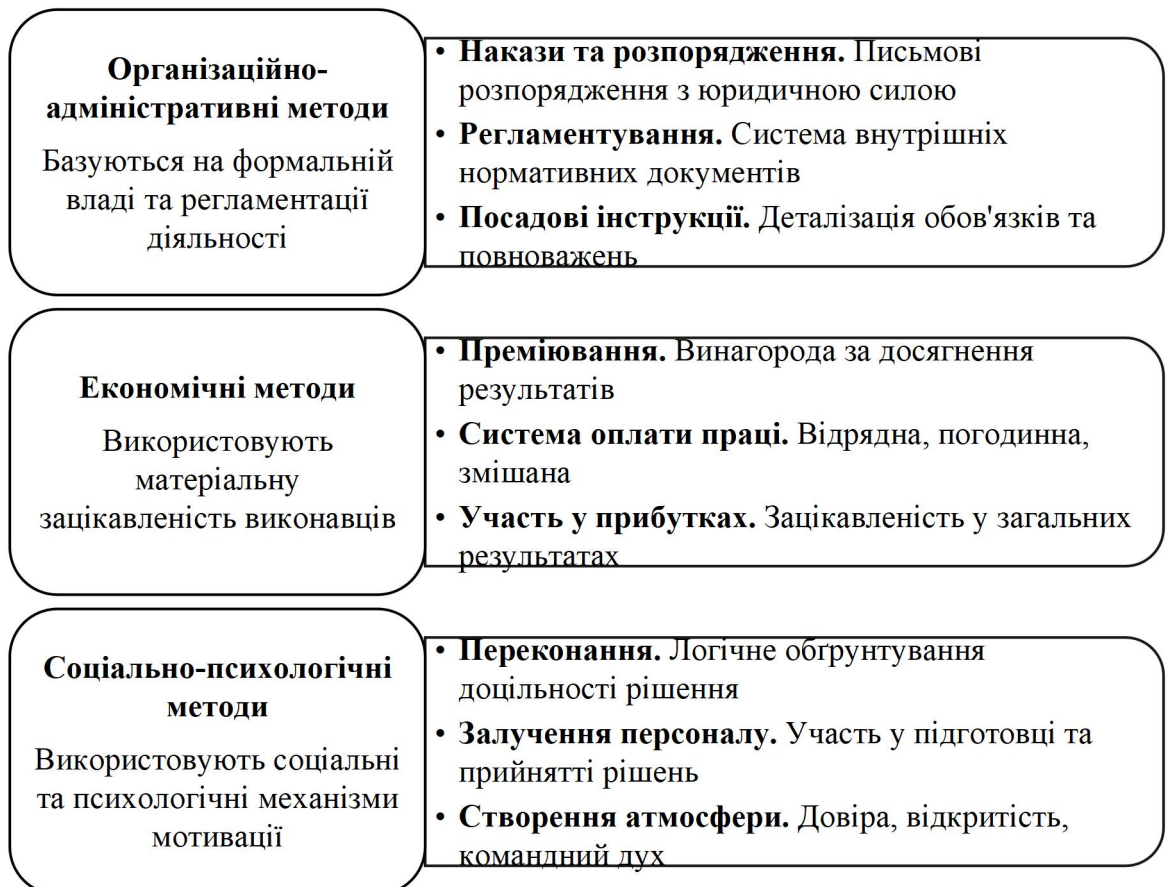 Організаційно-
адміністративні методи
Базуються на формальній
владі та регламентації
діяльності
• Накази та розпорядження. Письмові
розпорядження з юридичною силою
• Регламентування. Система внутрішніх
нормативних документів
• Посадові інструкції. Деталізація обов'язків та
повноважень
Економічні методи
Використовують
матеріальну
зацікавленість виконавців
• Преміювання. Винагорода за досягнення
результатів
• Система оплати праці. Відрядна, погодинна,
змішана
• Участь у прибутках. Зацікавленість у загальних
результатах
Соціально-психологічні
методи
Використовують соціальні
та психологічні механізми
мотивації
• Переконання. Логічне обґрунтування
доцільності рішення
• Залучення персоналу. Участь у підготовці та
прийнятті рішень
• Створення атмосфери. Довіра, відкритість,
командний дух